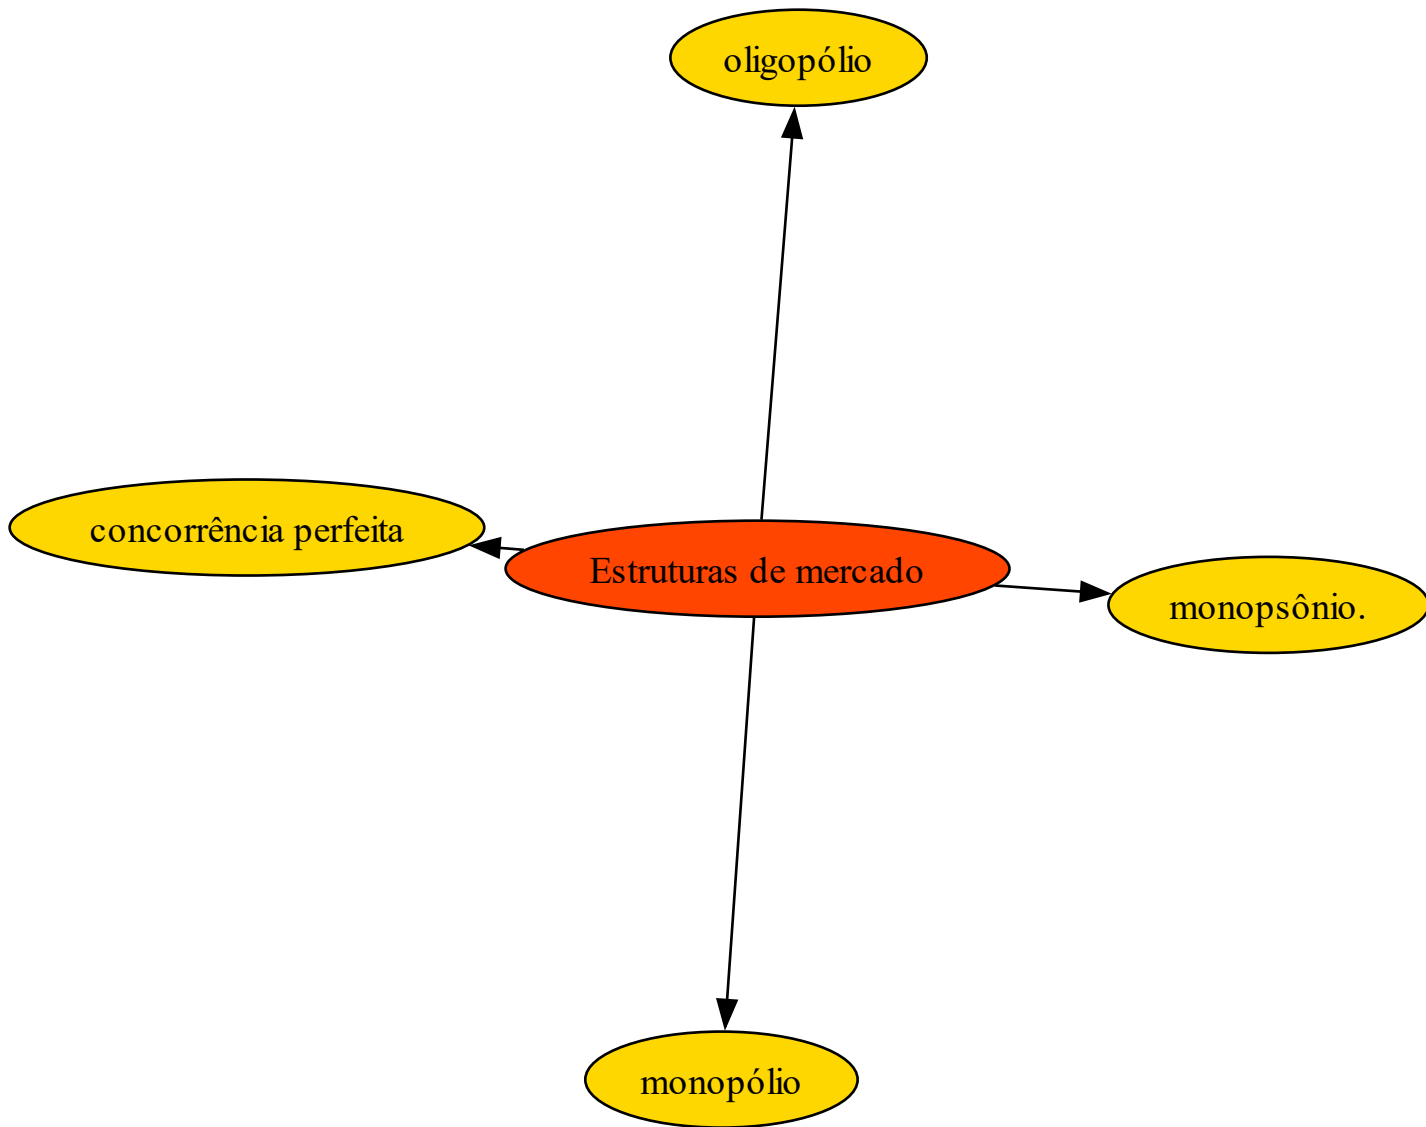 oligopólio
concorrência perfeita
Estruturas de mercado
monopsônio.
monopólio